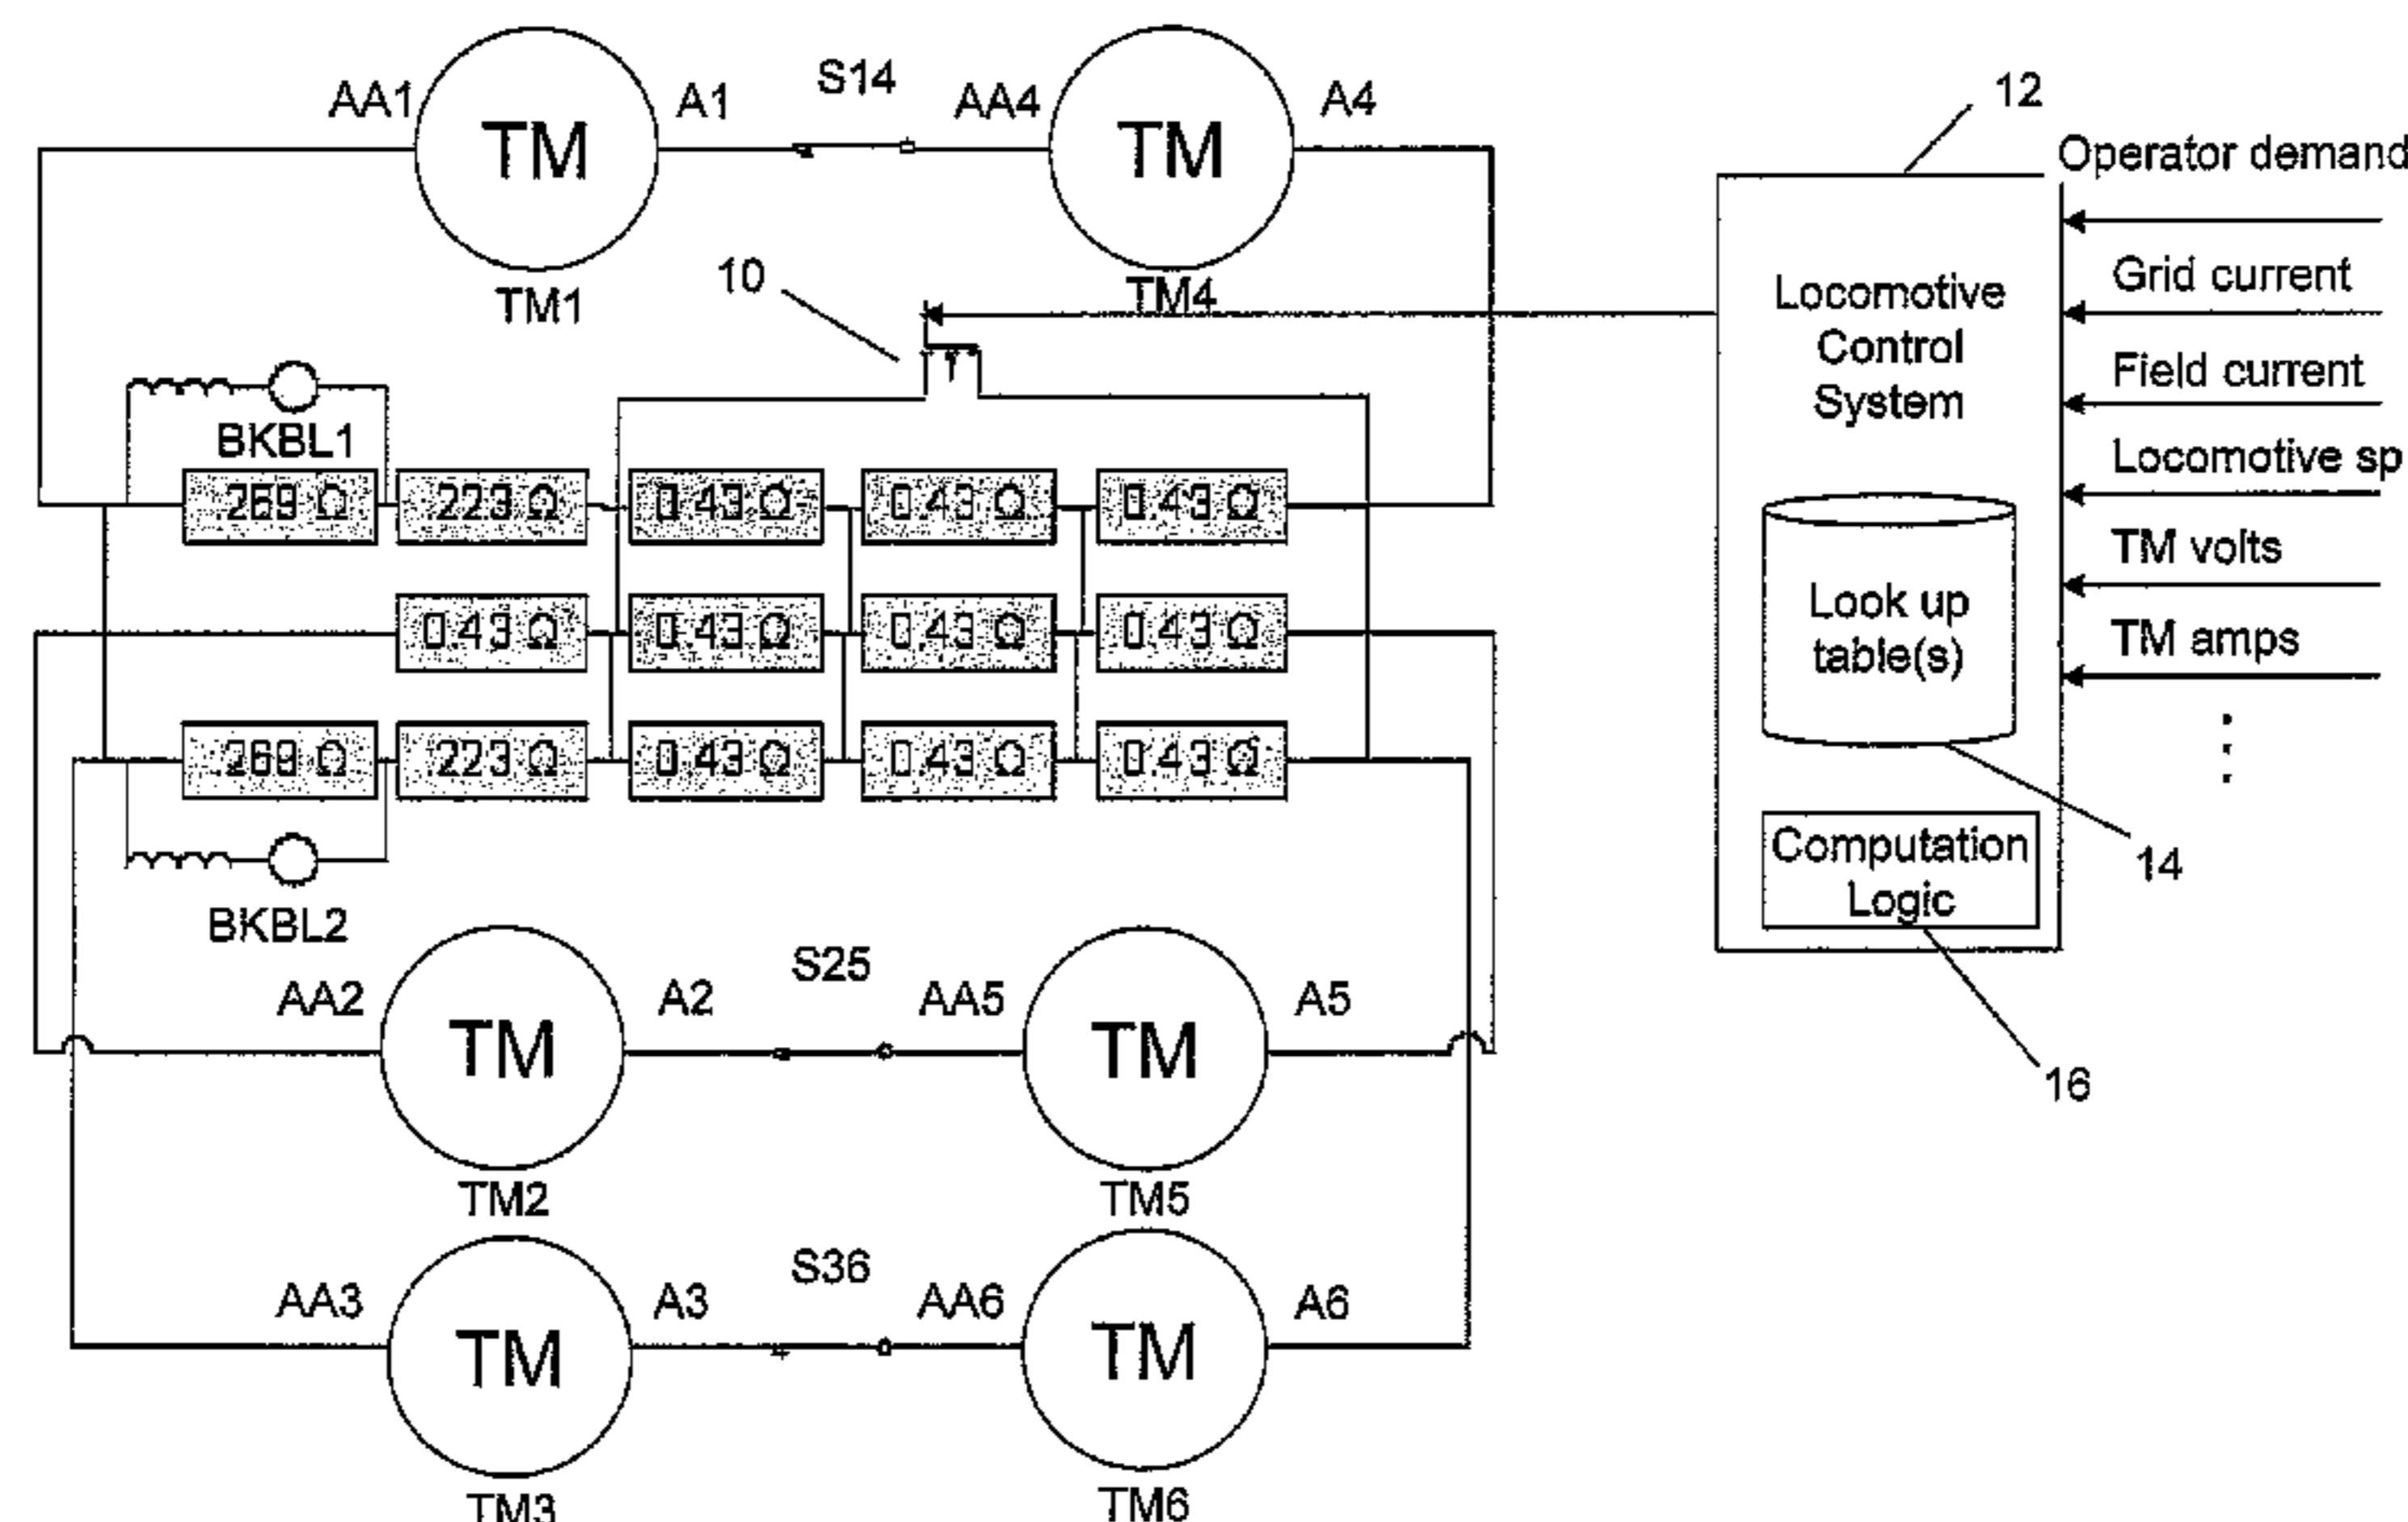 AA1
TM
A1
S14
AA4
TM
A4
TM1
TM4
10
12
Operator demand
Grid current
Field current
Locomotive sp
TM volts
TM amps
Locomotive
Control
System
Look up
table(s)
Computation
Logic
14
16
BKBL1
.269 Ω .223 Ω 0.43 Ω 0.43 Ω 0.43 Ω
0.43 Ω 0.43 Ω 0.43 Ω 0.43 Ω
.269 Ω .223 Ω 0.43 Ω 0.43 Ω 0.43 Ω
BKBL2
AA2
TM
A2
S25
AA5
TM
A5
TM2
TM5
AA3
TM
A3
S36
AA6
TM
A6
TM3
TM6